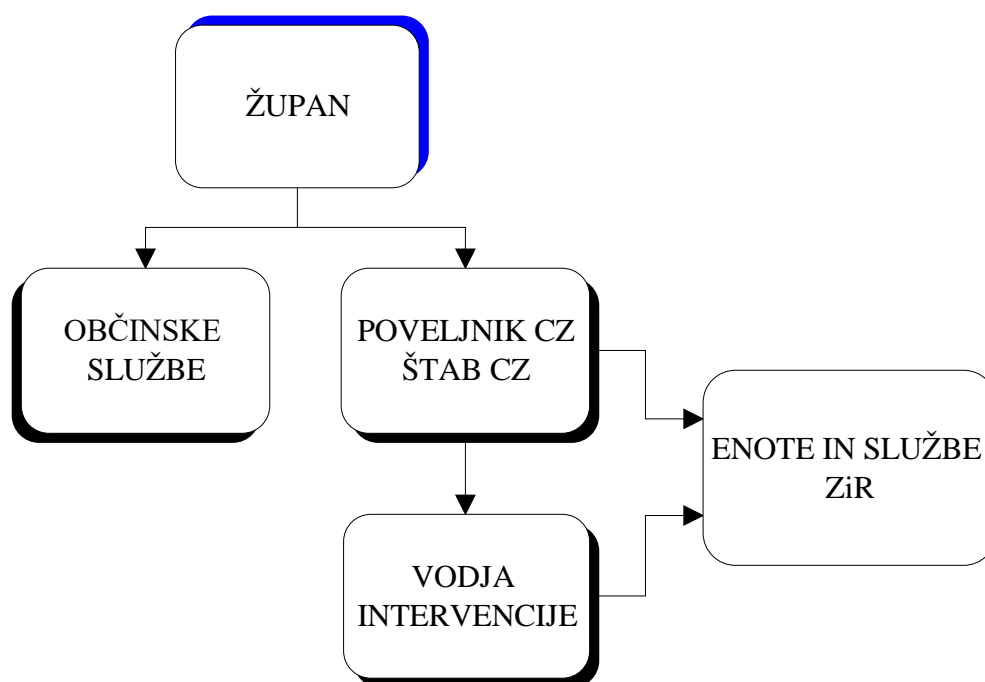 ŽUPAN
OBČINSKE
SLUŽBE
POVELJNIK CZ
ŠTAB CZ
ENOTE IN SLUŽBE
ZiR
VODJA
INTERVENCIJE